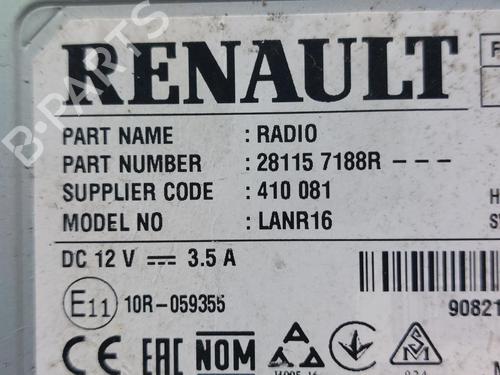 RENAULT
PART NAME : RADIO
PART NUMBER : 28115 7188R - - -
SUPPLIER CODE : 410 081
MODEL NO : LANR16
DC 12 V 3.5 A
E11 10R-059355
90821
CE EAC NOM
B-PARTS